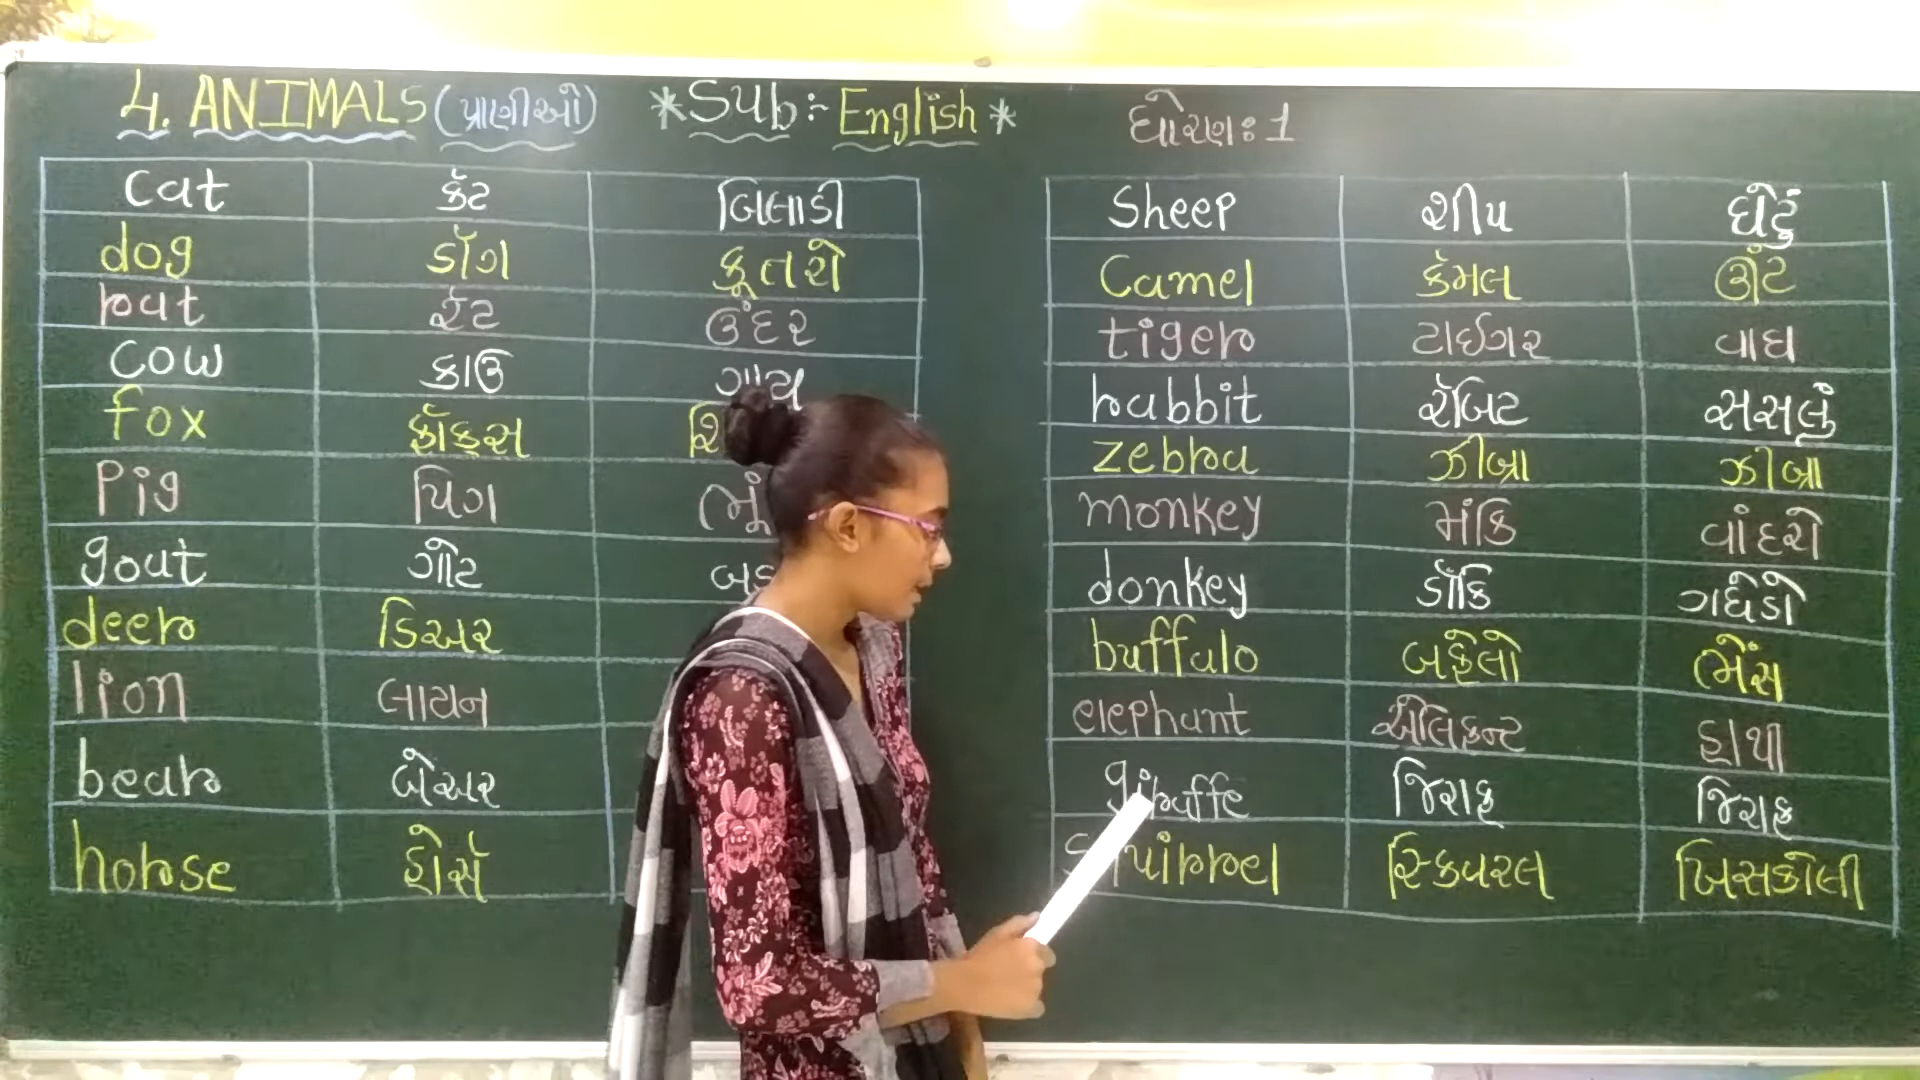 4. ANIMALS (પ્રાણીઓ) *Sub:- English* ધોરણ: 1
cat કૅટ બિલાડી
dog ડૉગ કૂતરો
rat રૅટ ઉંદર
cow કાઉ ગાય
fox ફૉક્સ
Pig પિગ
goat ગોટ
deer ડિઅર
lion લાયન
bear બેઅર
horse હોર્સ
Sheep શીપ ઘેટું
Camel કૅમલ ઊંટ
tiger ટાઈગર વાઘ
rabbit રૅબિટ સસલું
zebra ઝીબ્રા ઝીબ્રા
monkey મંકિ વાંદરો
donkey ડૉંકિ ગધેડો
buffalo બફેલો ભેંસ
elephant એલિફન્ટ હાથી
giraffe જિરાફ જિરાફ
squirrel સ્ક્વિરલ ખિસકોલી